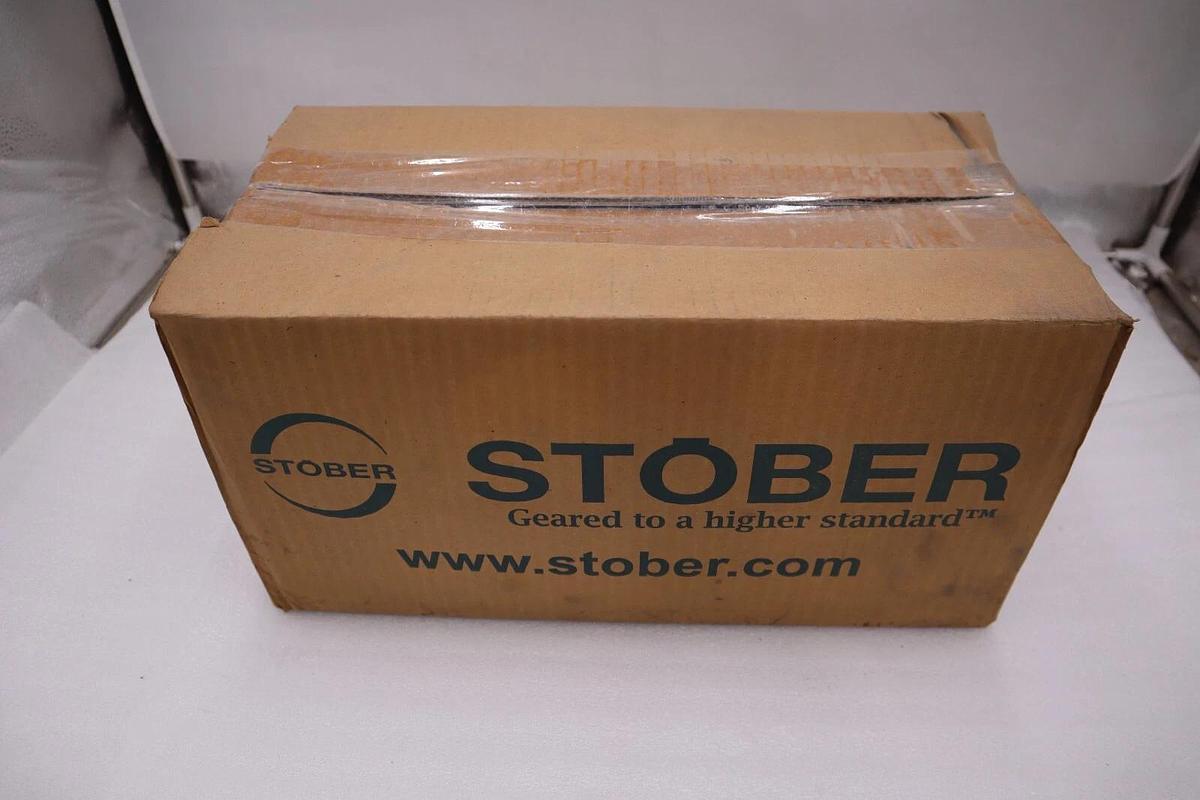 STÖBER
STÖBER
Geared to a higher standard™
www.stober.com